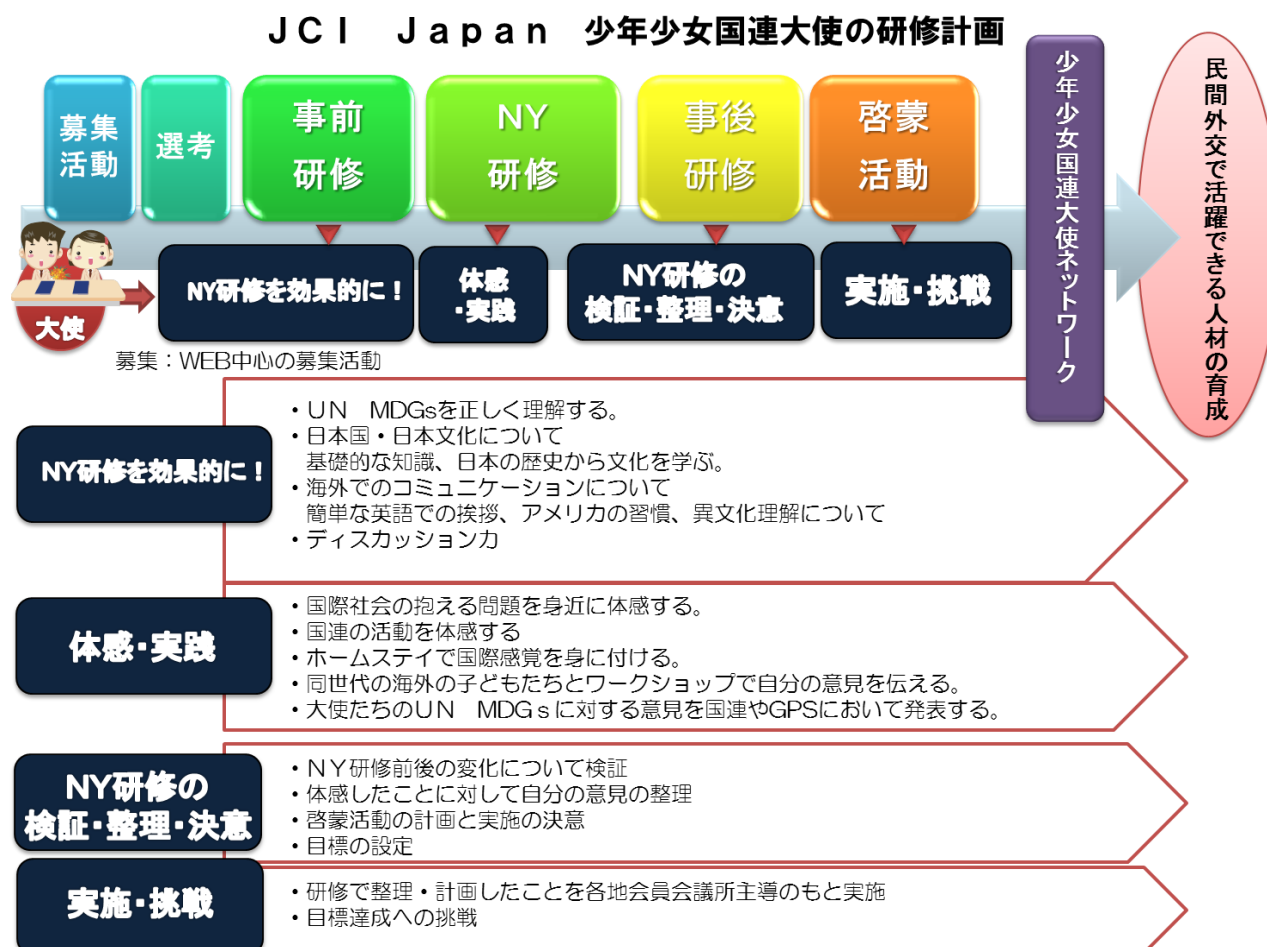 ＪＣＩ　Ｊａｐａｎ　少年少女国連大使の研修計画
募集
活動
選考
事前
研修
NY
研修
事後
研修
啓蒙
活動
少年少女国連大使ネットワーク
民間外交で活躍できる人材の育成
大使
NY研修を効果的に！
体感
・実践
NY研修の
検証・整理・決意
実施・挑戦
募集：WEB中心の募集活動
NY研修を効果的に！
・ＵＮ　MDGsを正しく理解する。
・日本国・日本文化について
基礎的な知識、日本の歴史から文化を学ぶ。
・海外でのコミュニケーションについて
簡単な英語での挨拶、アメリカの習慣、異文化理解について
・ディスカッション力
体感・実践
・国際社会の抱える問題を身近に体感する。
・国連の活動を体感する
・ホームステイで国際感覚を身に付ける。
・同世代の海外の子どもたちとワークショップで自分の意見を伝える。
・大使たちのＵＮ　MDGｓに対する意見を国連やGPSにおいて発表する。
NY研修の
検証・整理・決意
・ＮＹ研修前後の変化について検証
・体感したことに対して自分の意見の整理
・啓蒙活動の計画と実施の決意
・目標の設定
実施・挑戦
・研修で整理・計画したことを各地会員会議所主導のもと実施
・目標達成への挑戦